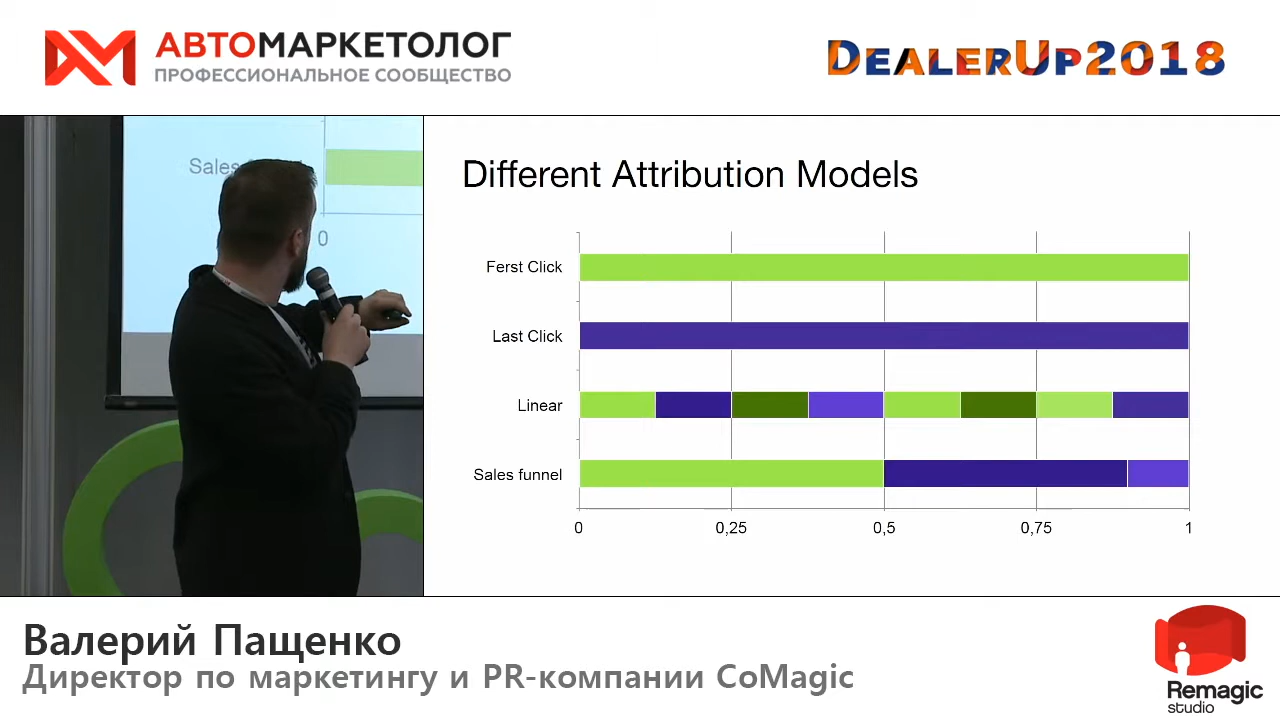 АВТОМАРКЕТОЛОГ
ПРОФЕССИОНАЛЬНОЕ СООБЩЕСТВО
DEALERUP2018
Sales
0
Different Attribution Models
Ferst Click
Last Click
Linear
Sales funnel
0 0,25 0,5 0,75 1
Валерий Пащенко
Директор по маркетингу и PR-компании CoMagic
Remagic
studio